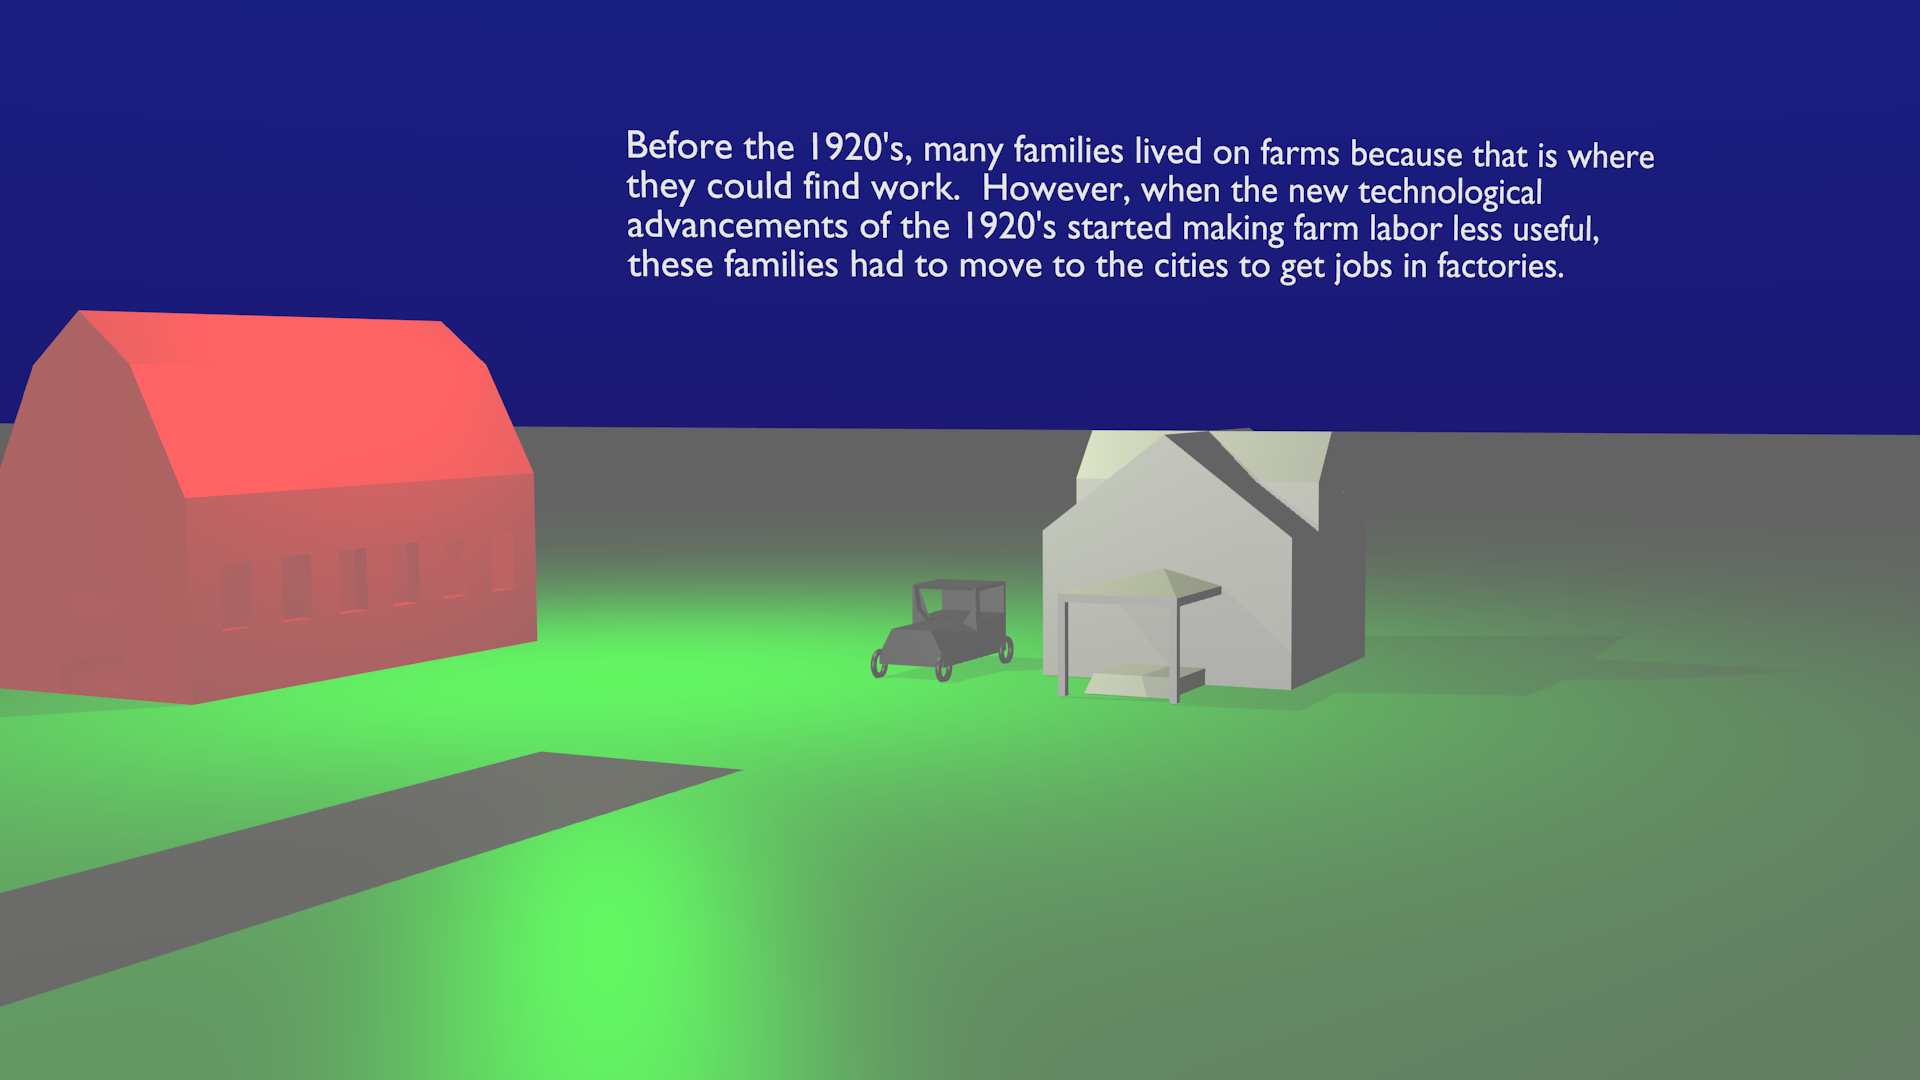 Before the 1920's, many families lived on farms because that is where
they could find work.  However, when the new technological
advancements of the 1920's started making farm labor less useful,
these families had to move to the cities to get jobs in factories.